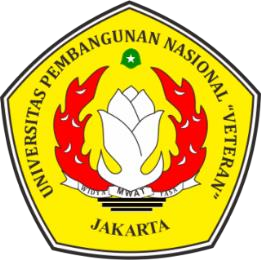 UNIVERSITAS PEMBANGUNAN NASIONAL "VETERAN"
WIDYA MWAT YASA
JAKARTA